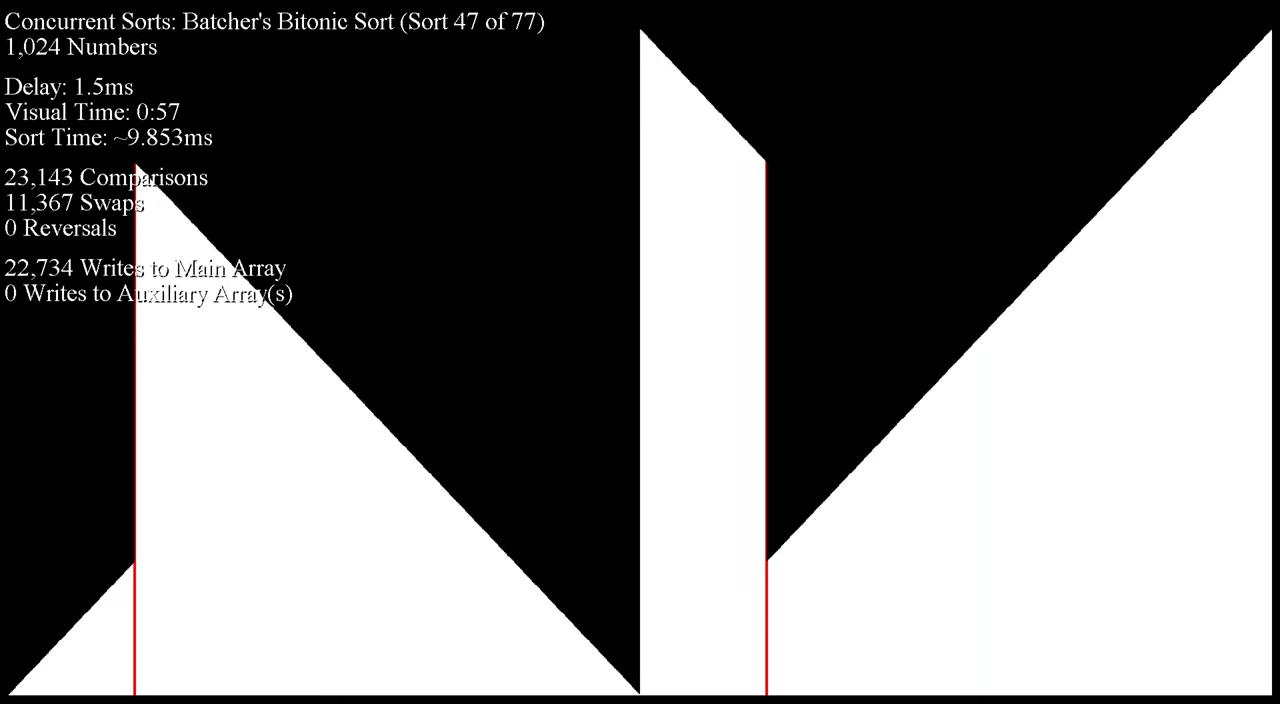 Concurrent Sorts: Batcher's Bitonic Sort (Sort 47 of 77)
1,024 Numbers
Delay: 1.5ms
Visual Time: 0:57
Sort Time: ~9.853ms
23,143 Comparisons
11,367 Swaps
0 Reversals
22,734 Writes to Main Array
0 Writes to Auxiliary Array(s)